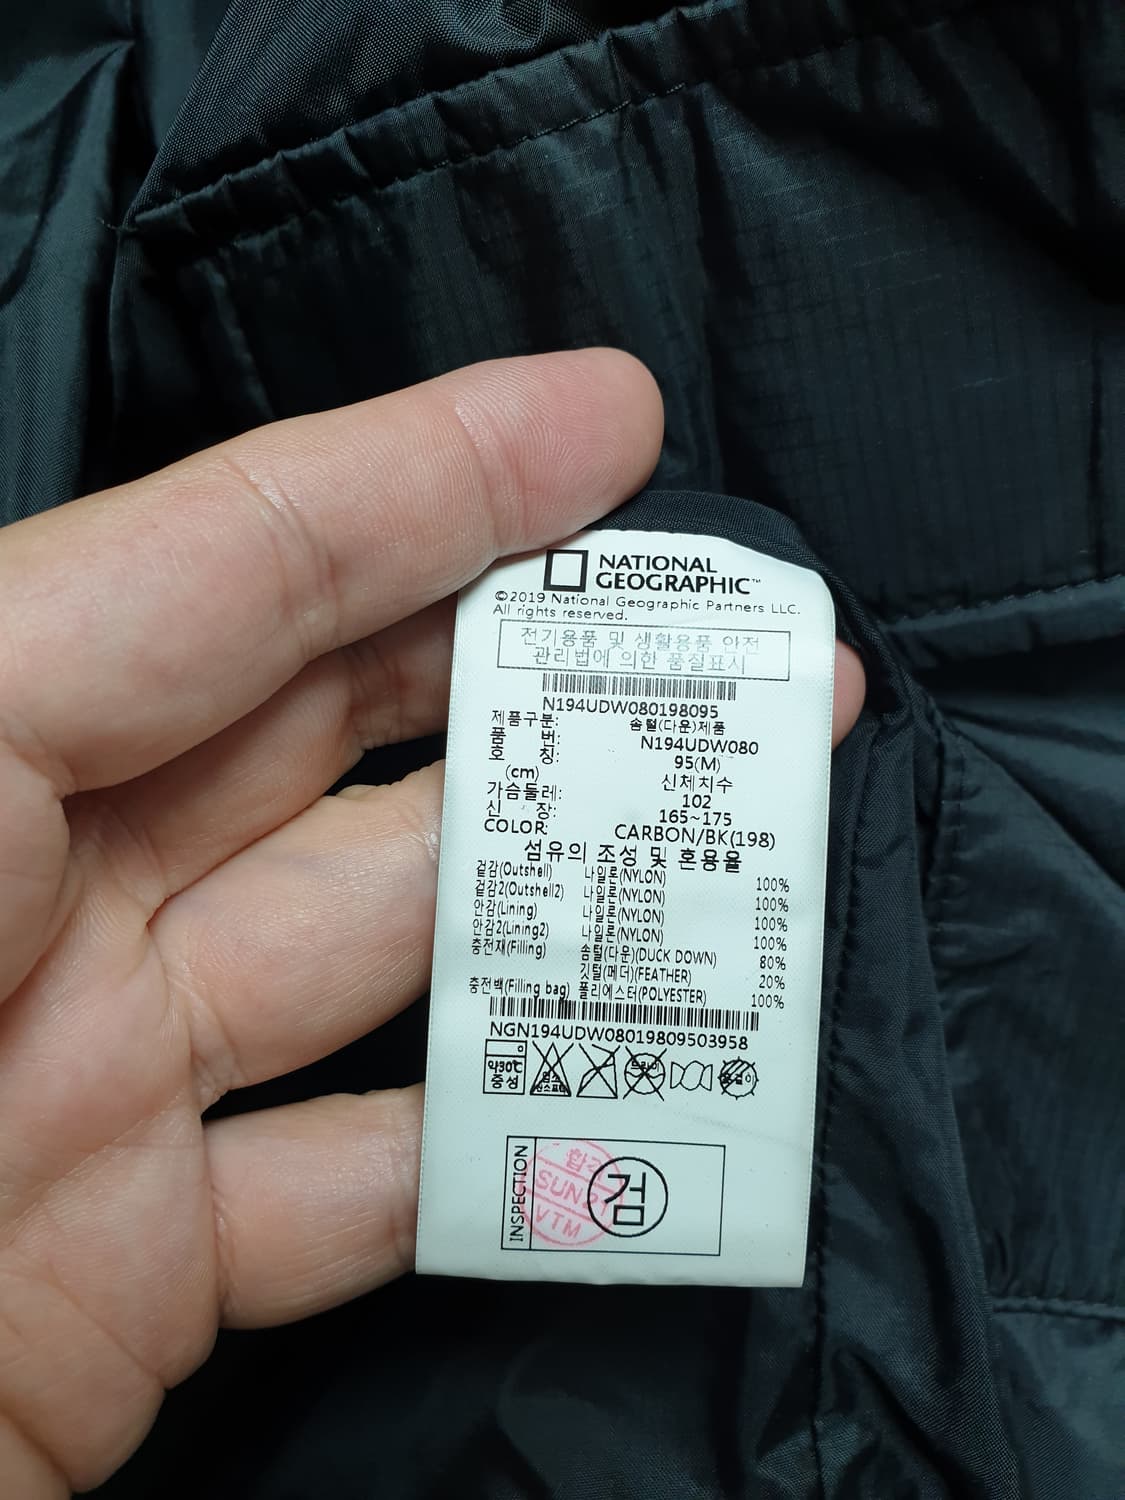 NATIONAL
GEOGRAPHIC™
©2019 National Geographic Partners LLC.
All rights reserved.
전기용품 및 생활용품 안전
관리법에 의한 품질표시
N194UDW080198095
제품구분: 솜털(다운)제품
품 번: N194UDW080
호 칭: 95(M)
(cm) 신체치수
가슴둘레: 102
신 장: 165~175
COLOR: CARBON/BK(198)
섬유의 조성 및 혼용율
겉감(Outshell) 나일론(NYLON) 100%
겉감2(Outshell2) 나일론(NYLON) 100%
안감(Lining) 나일론(NYLON) 100%
안감2(Lining2) 나일론(NYLON) 100%
충전재(Filling) 솜털(다운)(DUCK DOWN) 80%
깃털(페더)(FEATHER) 20%
충전백(Filling bag) 폴리에스터(POLYESTER) 100%
NGN194UDW08019809503958
약30℃
중성
드라이
INSPECTION
합격
SUN
VTM
검